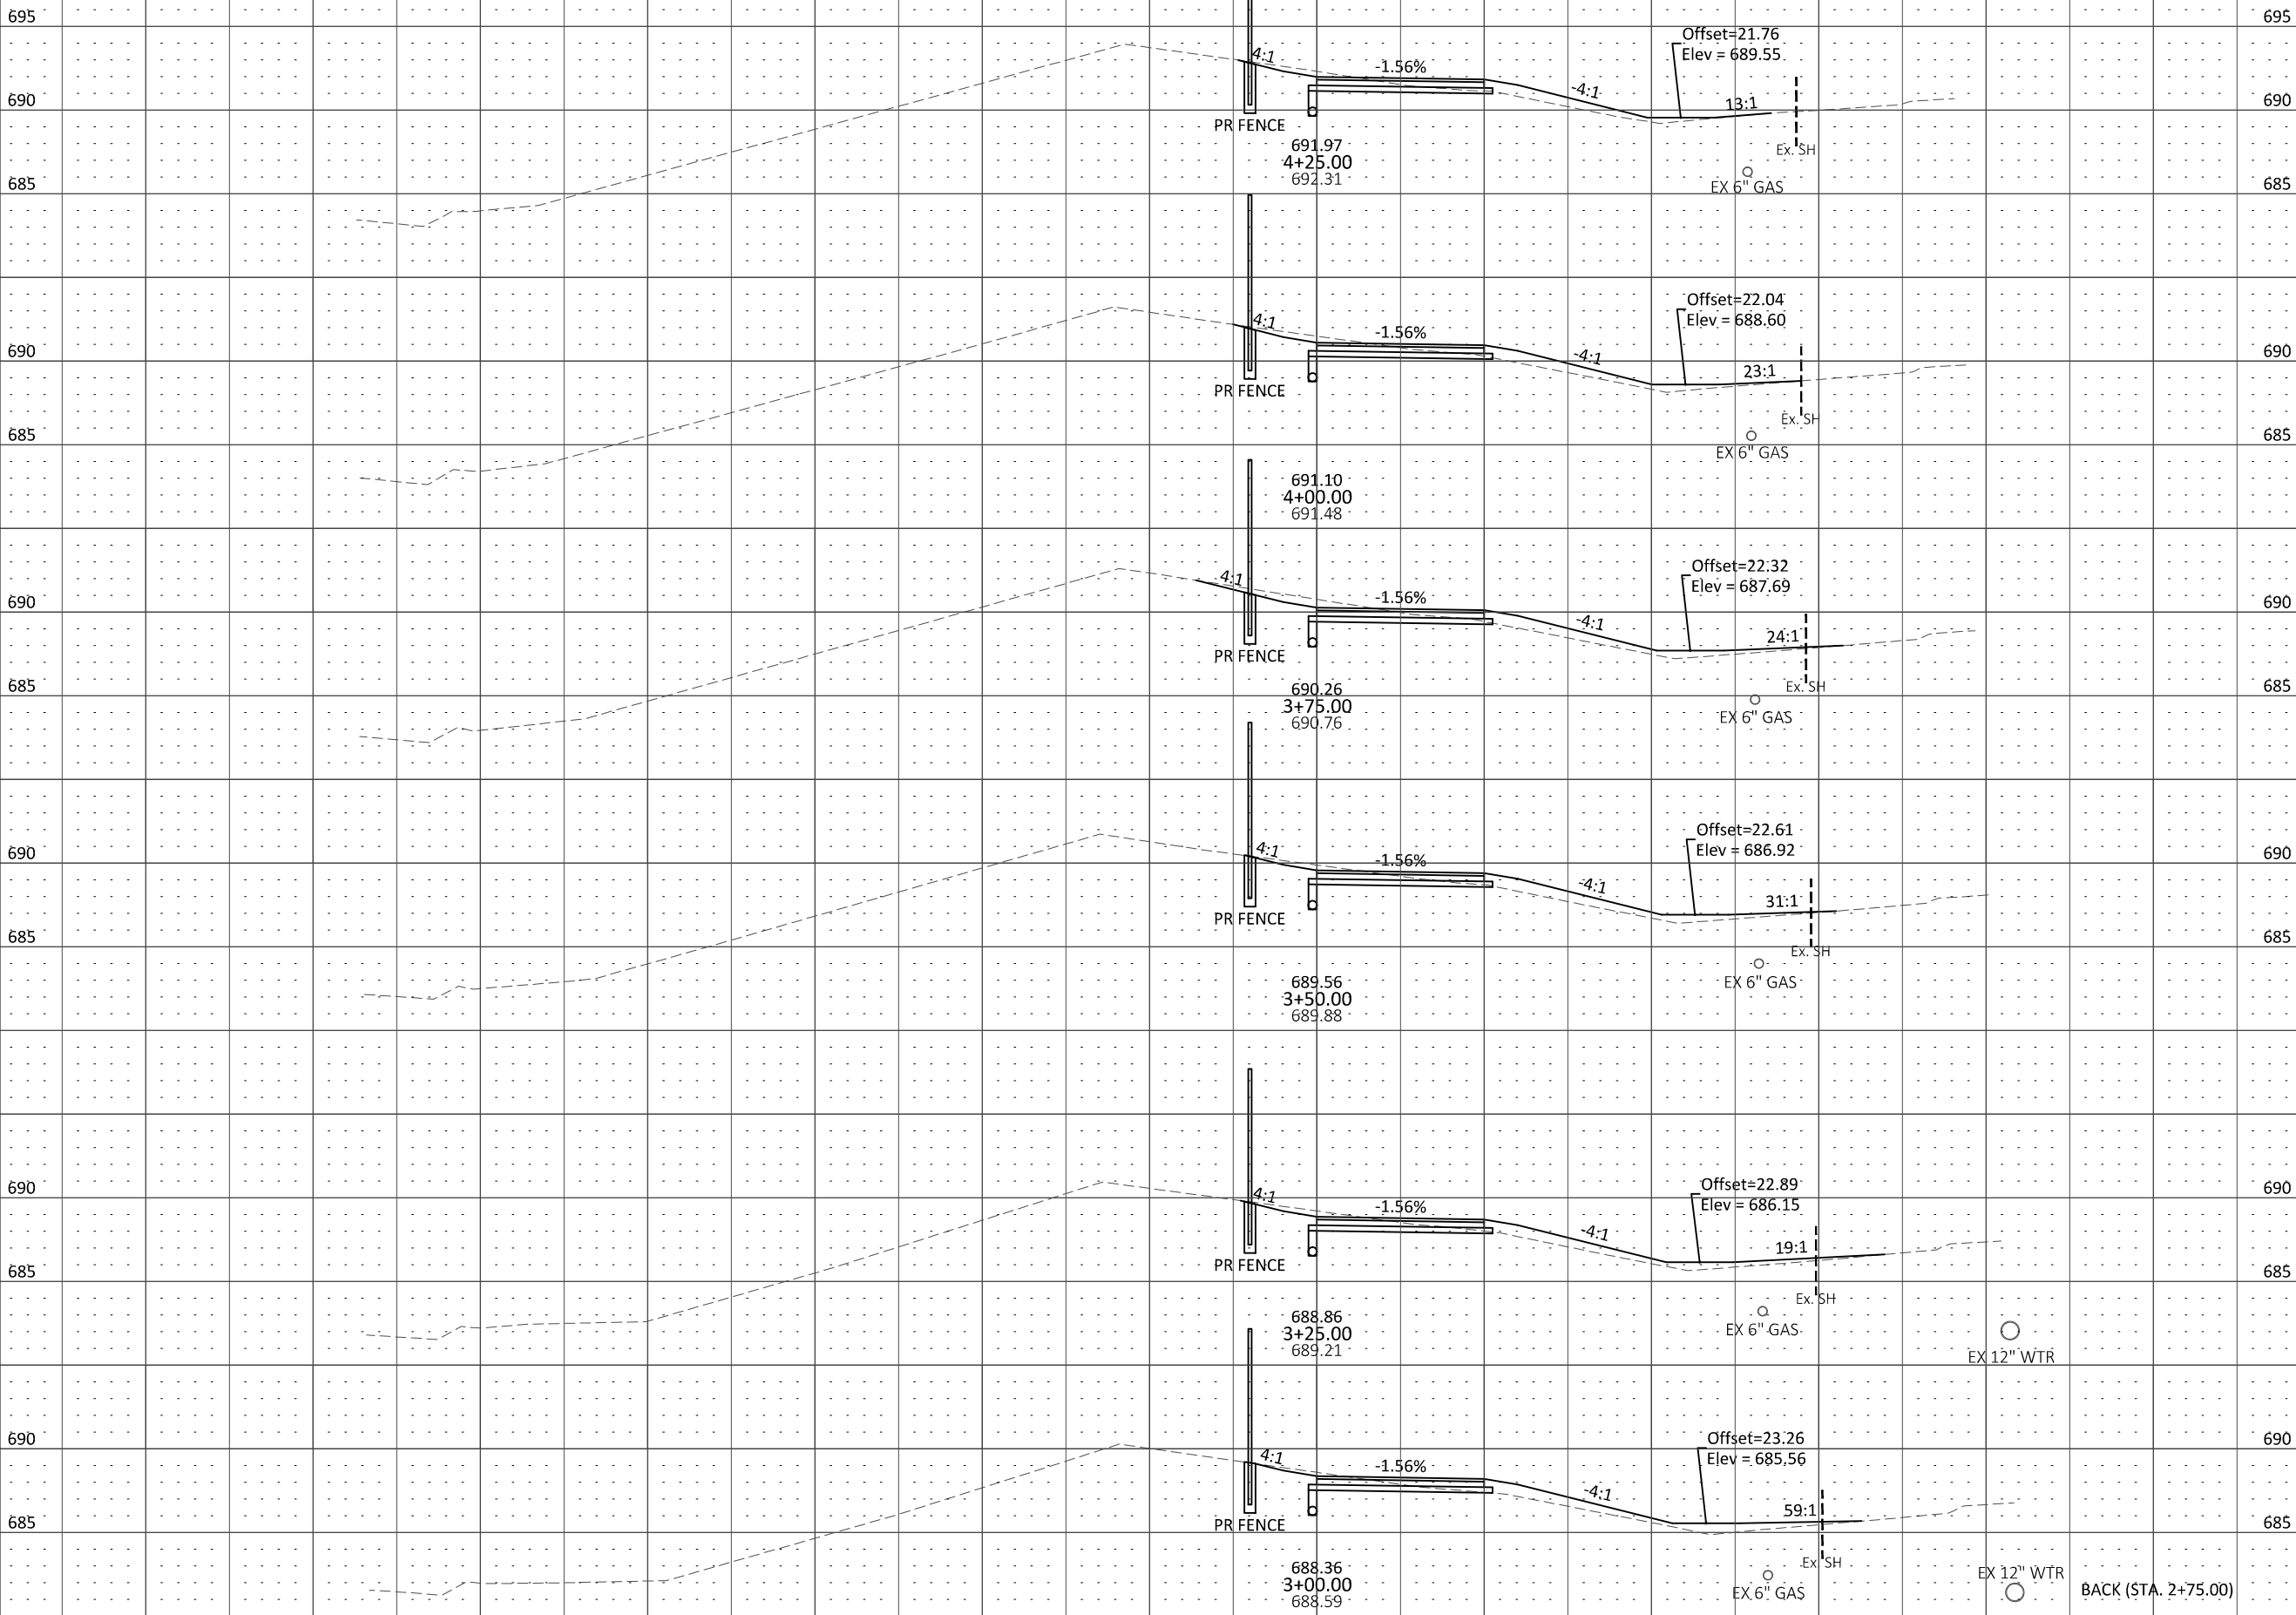 695 695
Offset=21.76
4:1 Elev = 689.55
-1.56%
-4:1
690 13:1 690
PR FENCE
691.97 Ex. SH
4+25.00
692.31
685 EX 6" GAS 685
Offset=22.04
4:1 Elev = 688.60
-1.56%
690 -4:1 690
23:1
PR FENCE
Ex. SH
685 685
EX 6" GAS
691.10
4+00.00
691.48
Offset=22.32
4:1 Elev = 687.69
690 -1.56% 690
-4:1
24:1
PR FENCE
685 Ex. SH 685
690.26
3+75.00 EX 6" GAS
690.76
Offset=22.61
690 4:1 Elev = 686.92 690
-1.56%
-4:1
31:1
PR FENCE
685 685
Ex. SH
689.56 EX 6" GAS
3+50.00
689.88
690 Offset=22.89 690
4:1 Elev = 686.15
-1.56%
-4:1
19:1
PR FENCE
685 685
Ex. SH
688.86
3+25.00 EX 6" GAS
689.21 EX 12" WTR
690 Offset=23.26 690
4:1 Elev = 685.56
-1.56%
-4:1
59:1
685 PR FENCE 685
Ex. SH
688.36 EX 12" WTR
3+00.00 EX 6" GAS BACK (STA. 2+75.00)
688.59